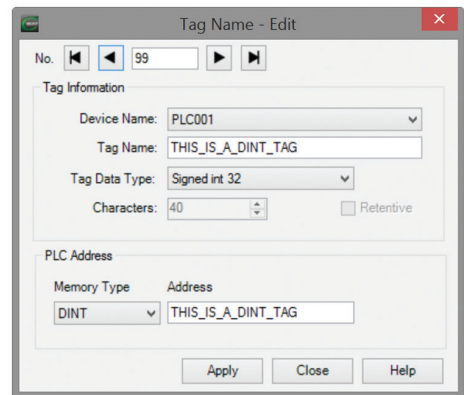 Tag Name - Edit
No. 99
Tag Information
Device Name: PLC001
Tag Name: THIS_IS_A_DINT_TAG
Tag Data Type: Signed int 32
Characters: 40 Retentive
PLC Address
Memory Type Address
DINT THIS_IS_A_DINT_TAG
Apply Close Help